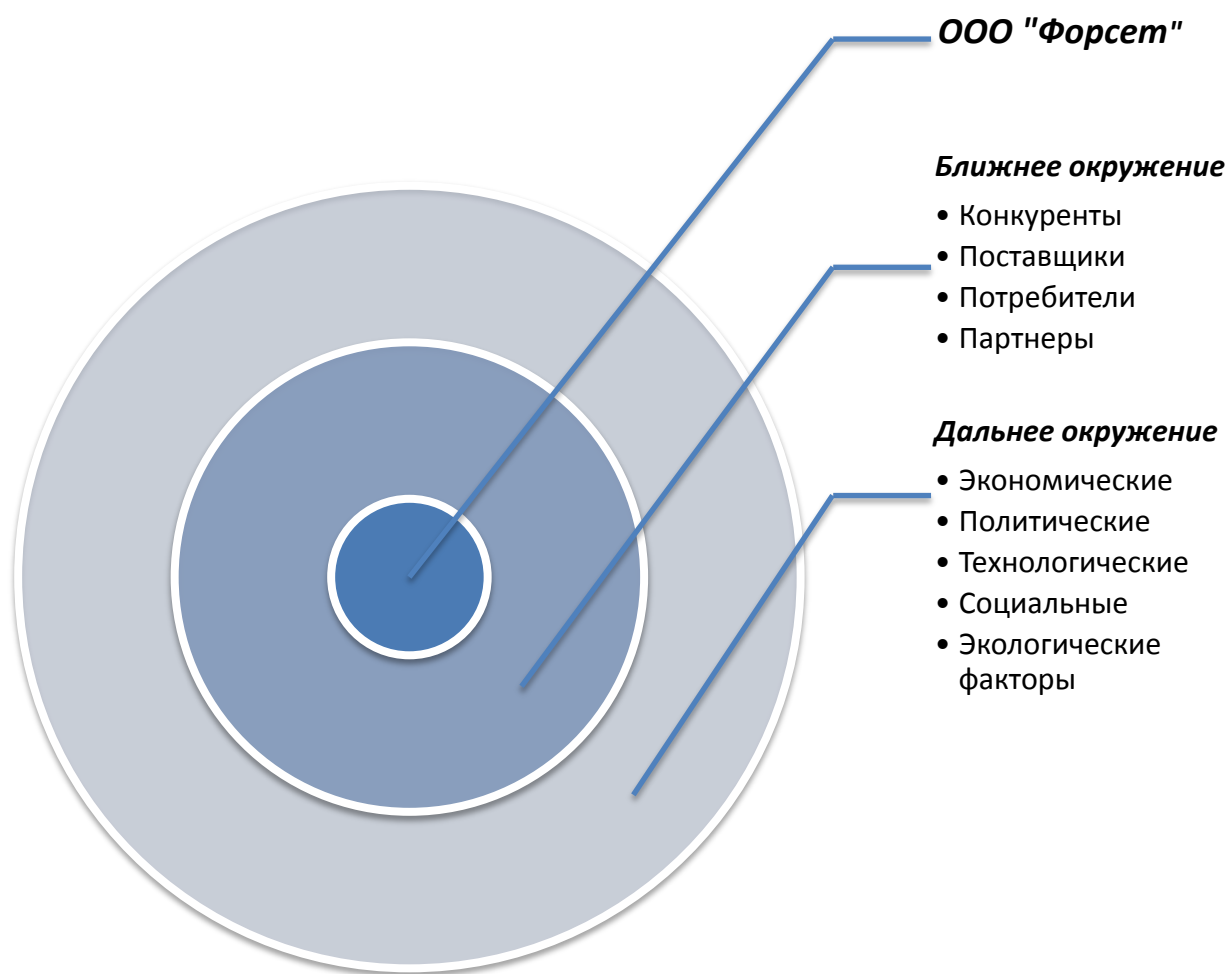 ООО "Форсет"
Ближнее окружение
• Конкуренты
• Поставщики
• Потребители
• Партнеры
Дальнее окружение
• Экономические
• Политические
• Технологические
• Социальные
• Экологические
факторы